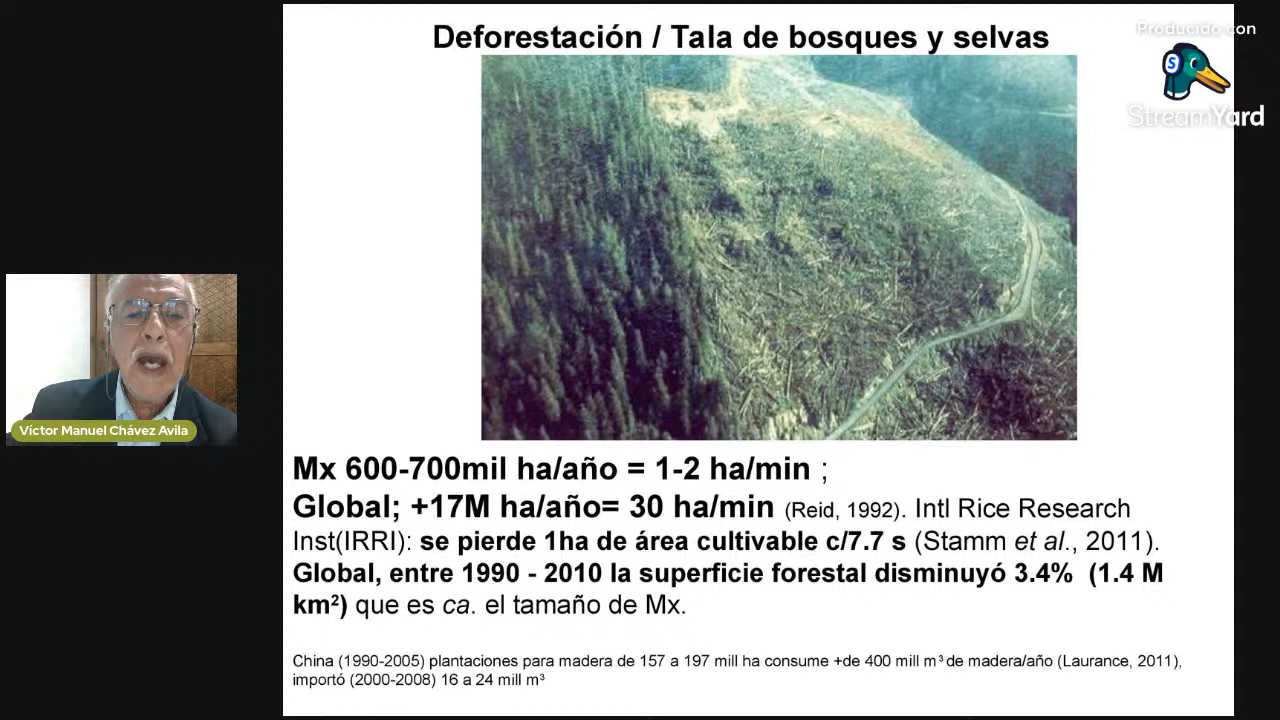 Deforestación / Tala de bosques y selvas
Producido con
S
StreamYard
Víctor Manuel Chávez Avila
Mx 600-700mil ha/año = 1-2 ha/min ;
Global; +17M ha/año= 30 ha/min (Reid, 1992). Intl Rice Research
Inst(IRRI): se pierde 1ha de área cultivable c/7.7 s (Stamm et al., 2011).
Global, entre 1990 - 2010 la superficie forestal disminuyó 3.4% (1.4 M
km²) que es ca. el tamaño de Mx.
China (1990-2005) plantaciones para madera de 157 a 197 mill ha consume +de 400 mill m³ de madera/año (Laurance, 2011),
importó (2000-2008) 16 a 24 mill m³